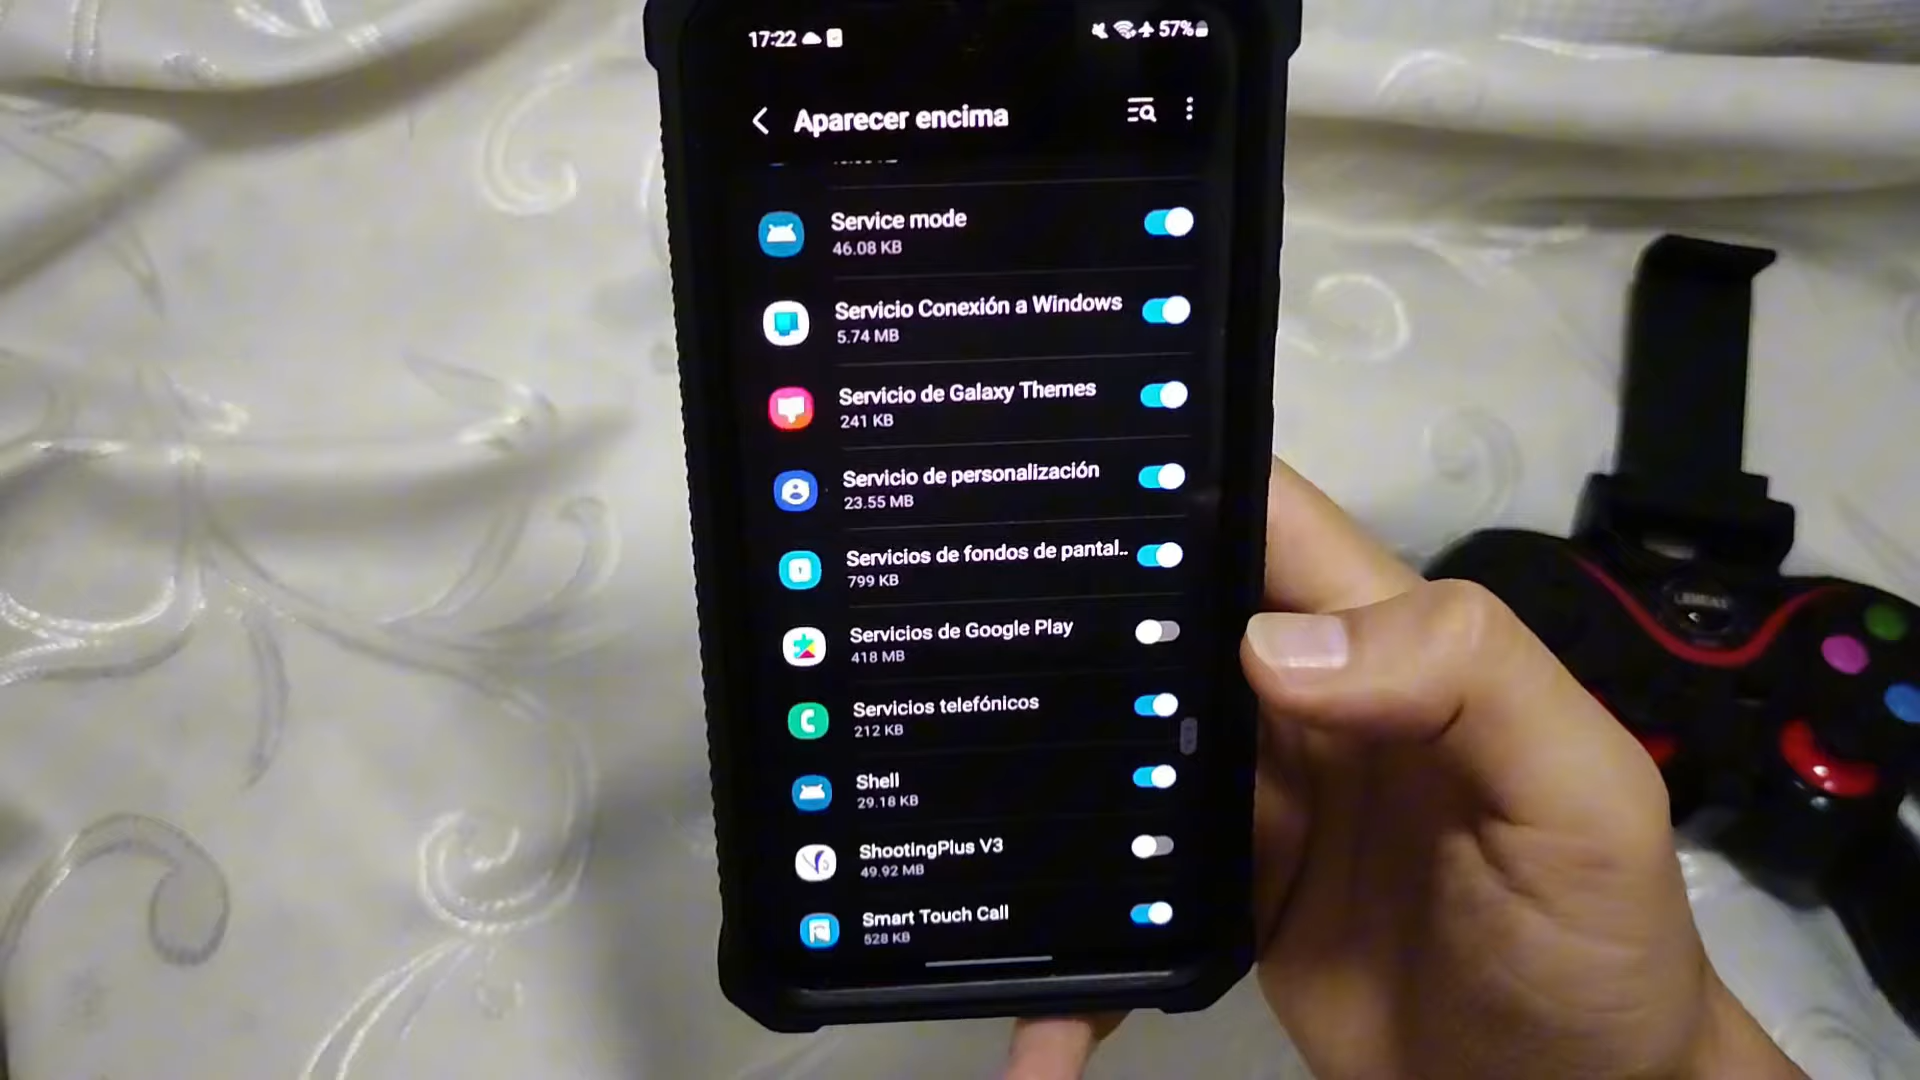 17:22
57%
Aparecer encima
Service mode
46.08 KB
Servicio Conexión a Windows
5.74 MB
Servicio de Galaxy Themes
241 KB
Servicio de personalización
23.55 MB
Servicios de fondos de pantal..
799 KB
Servicios de Google Play
418 MB
Servicios telefónicos
212 KB
Shell
29.18 KB
ShootingPlus V3
49.92 MB
Smart Touch Call
528 KB